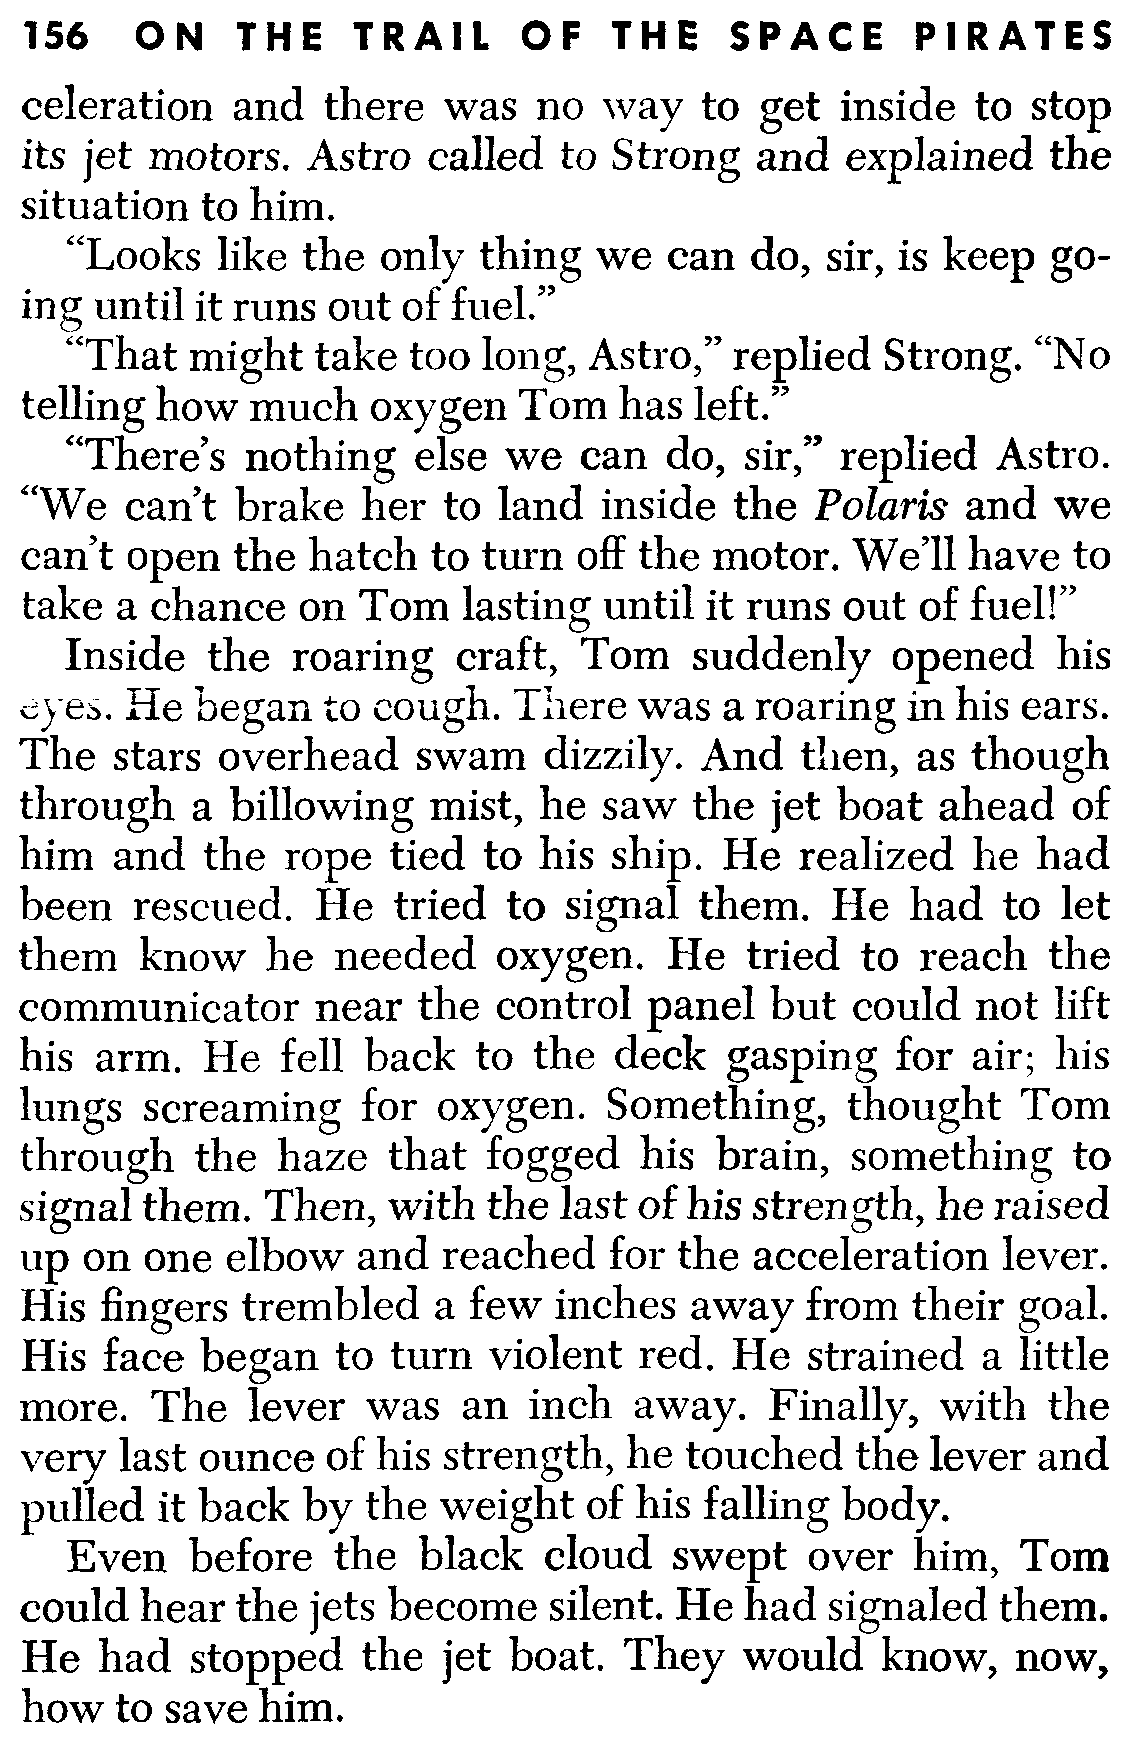 156 ON THE TRAIL OF THE SPACE PIRATES
celeration and there was no way to get inside to stop
its jet motors. Astro called to Strong and explained the
situation to him.
“Looks like the only thing we can do, sir, is keep go-
ing until it runs out of fuel.”
“That might take too long, Astro,” replied Strong. “No
telling how much oxygen Tom has left.”
“There’s nothing else we can do, sir,” replied Astro.
“We can’t brake her to land inside the Polaris and we
can’t open the hatch to turn off the motor. We’ll have to
take a chance on Tom lasting until it runs out of fuel!”
Inside the roaring craft, Tom suddenly opened his
eyes. He began to cough. There was a roaring in his ears.
The stars overhead swam dizzily. And then, as though
through a billowing mist, he saw the jet boat ahead of
him and the rope tied to his ship. He realized he had
been rescued. He tried to signal them. He had to let
them know he needed oxygen. He tried to reach the
communicator near the control panel but could not lift
his arm. He fell back to the deck gasping for air; his
lungs screaming for oxygen. Something, thought Tom
through the haze that fogged his brain, something to
signal them. Then, with the last of his strength, he raised
up on one elbow and reached for the acceleration lever.
His fingers trembled a few inches away from their goal.
His face began to turn violent red. He strained a little
more. The lever was an inch away. Finally, with the
very last ounce of his strength, he touched the lever and
pulled it back by the weight of his falling body.
Even before the black cloud swept over him, Tom
could hear the jets become silent. He had signaled them.
He had stopped the jet boat. They would know, now,
how to save him.